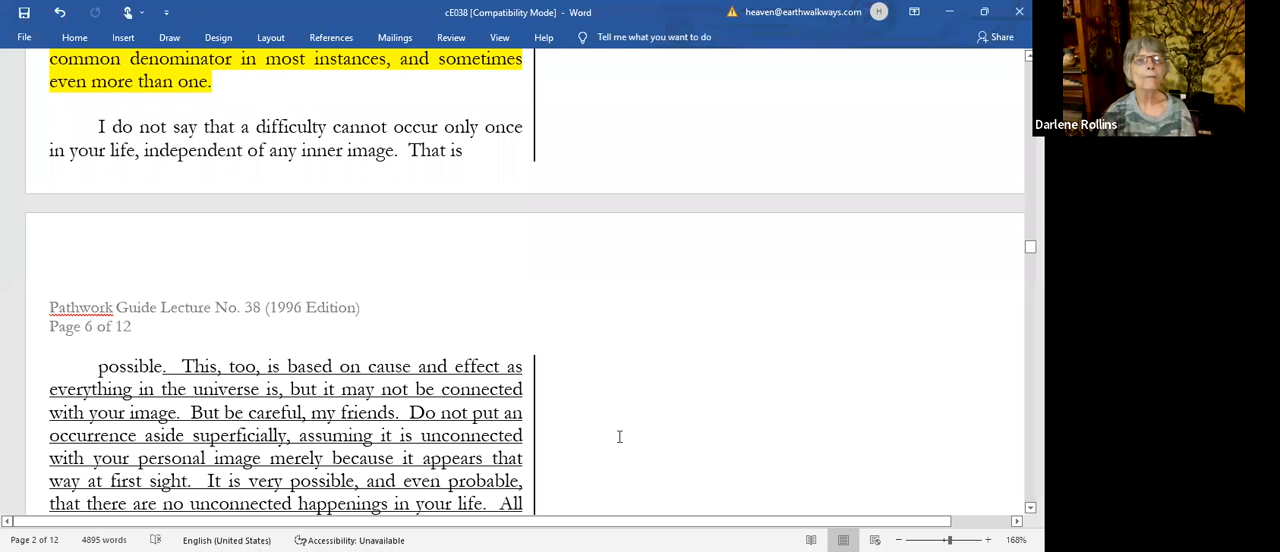 cE038 [Compatibility Mode] - Word
heaven@earthwalkways.com H
File Home Insert Draw Design Layout References Mailings Review View Help Tell me what you want to do Share
common denominator in most instances, and sometimes
even more than one.
I do not say that a difficulty cannot occur only once
in your life, independent of any inner image. That is
Pathwork Guide Lecture No. 38 (1996 Edition)
Page 6 of 12
possible. This, too, is based on cause and effect as
everything in the universe is, but it may not be connected
with your image. But be careful, my friends. Do not put an
occurrence aside superficially, assuming it is unconnected
with your personal image merely because it appears that
way at first sight. It is very possible, and even probable,
that there are no unconnected happenings in your life. All
Page 2 of 12 4895 words English (United States) Accessibility: Unavailable 168%
Darlene Rollins